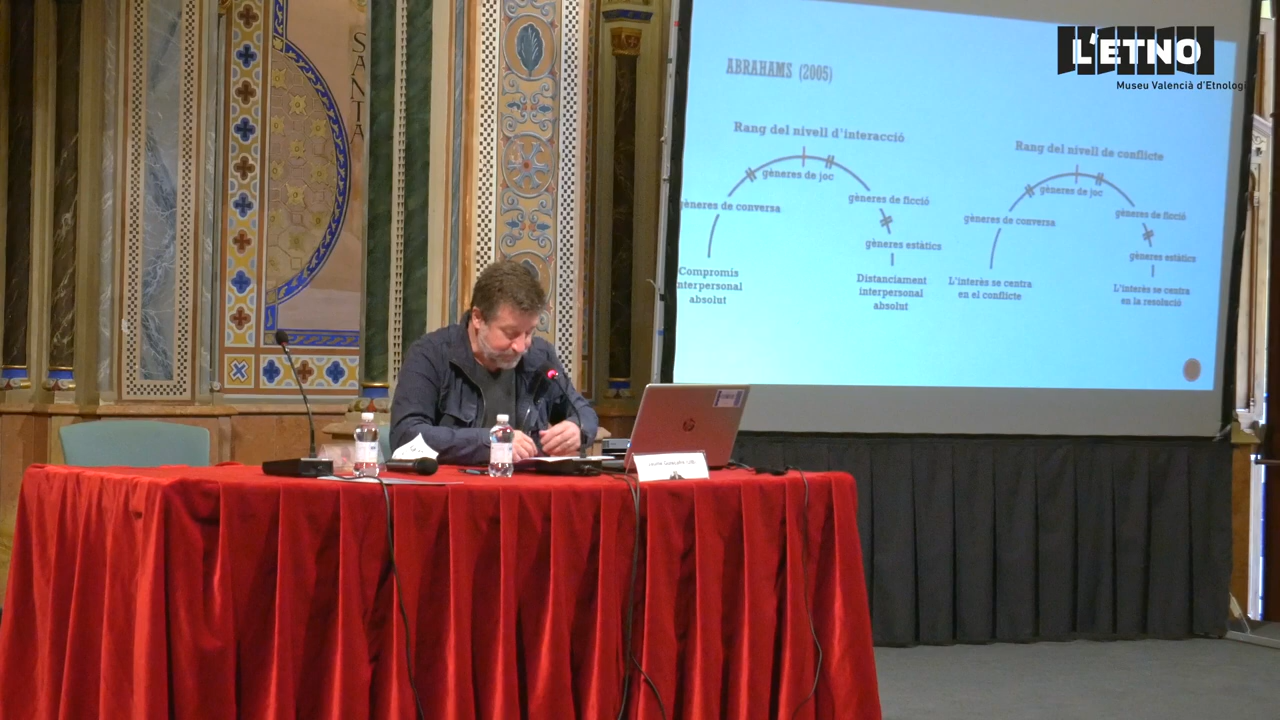 SANTA
L'ETNO
Museu Valencià d'Etnologi
ABRAHAMS (2005)
Rang del nivell d'interacció
gèneres de joc
gèneres de conversa
gèneres de ficció
gèneres estàtics
Compromís
nterpersonal
absolut
Distanciament
interpersonal
absolut
Rang del nivell de conflicte
gèneres de joc
gèneres de conversa
gèneres de ficció
gèneres estàtics
L'interès se centra
en el conflicte
L'interès se centra
en la resolució
hp